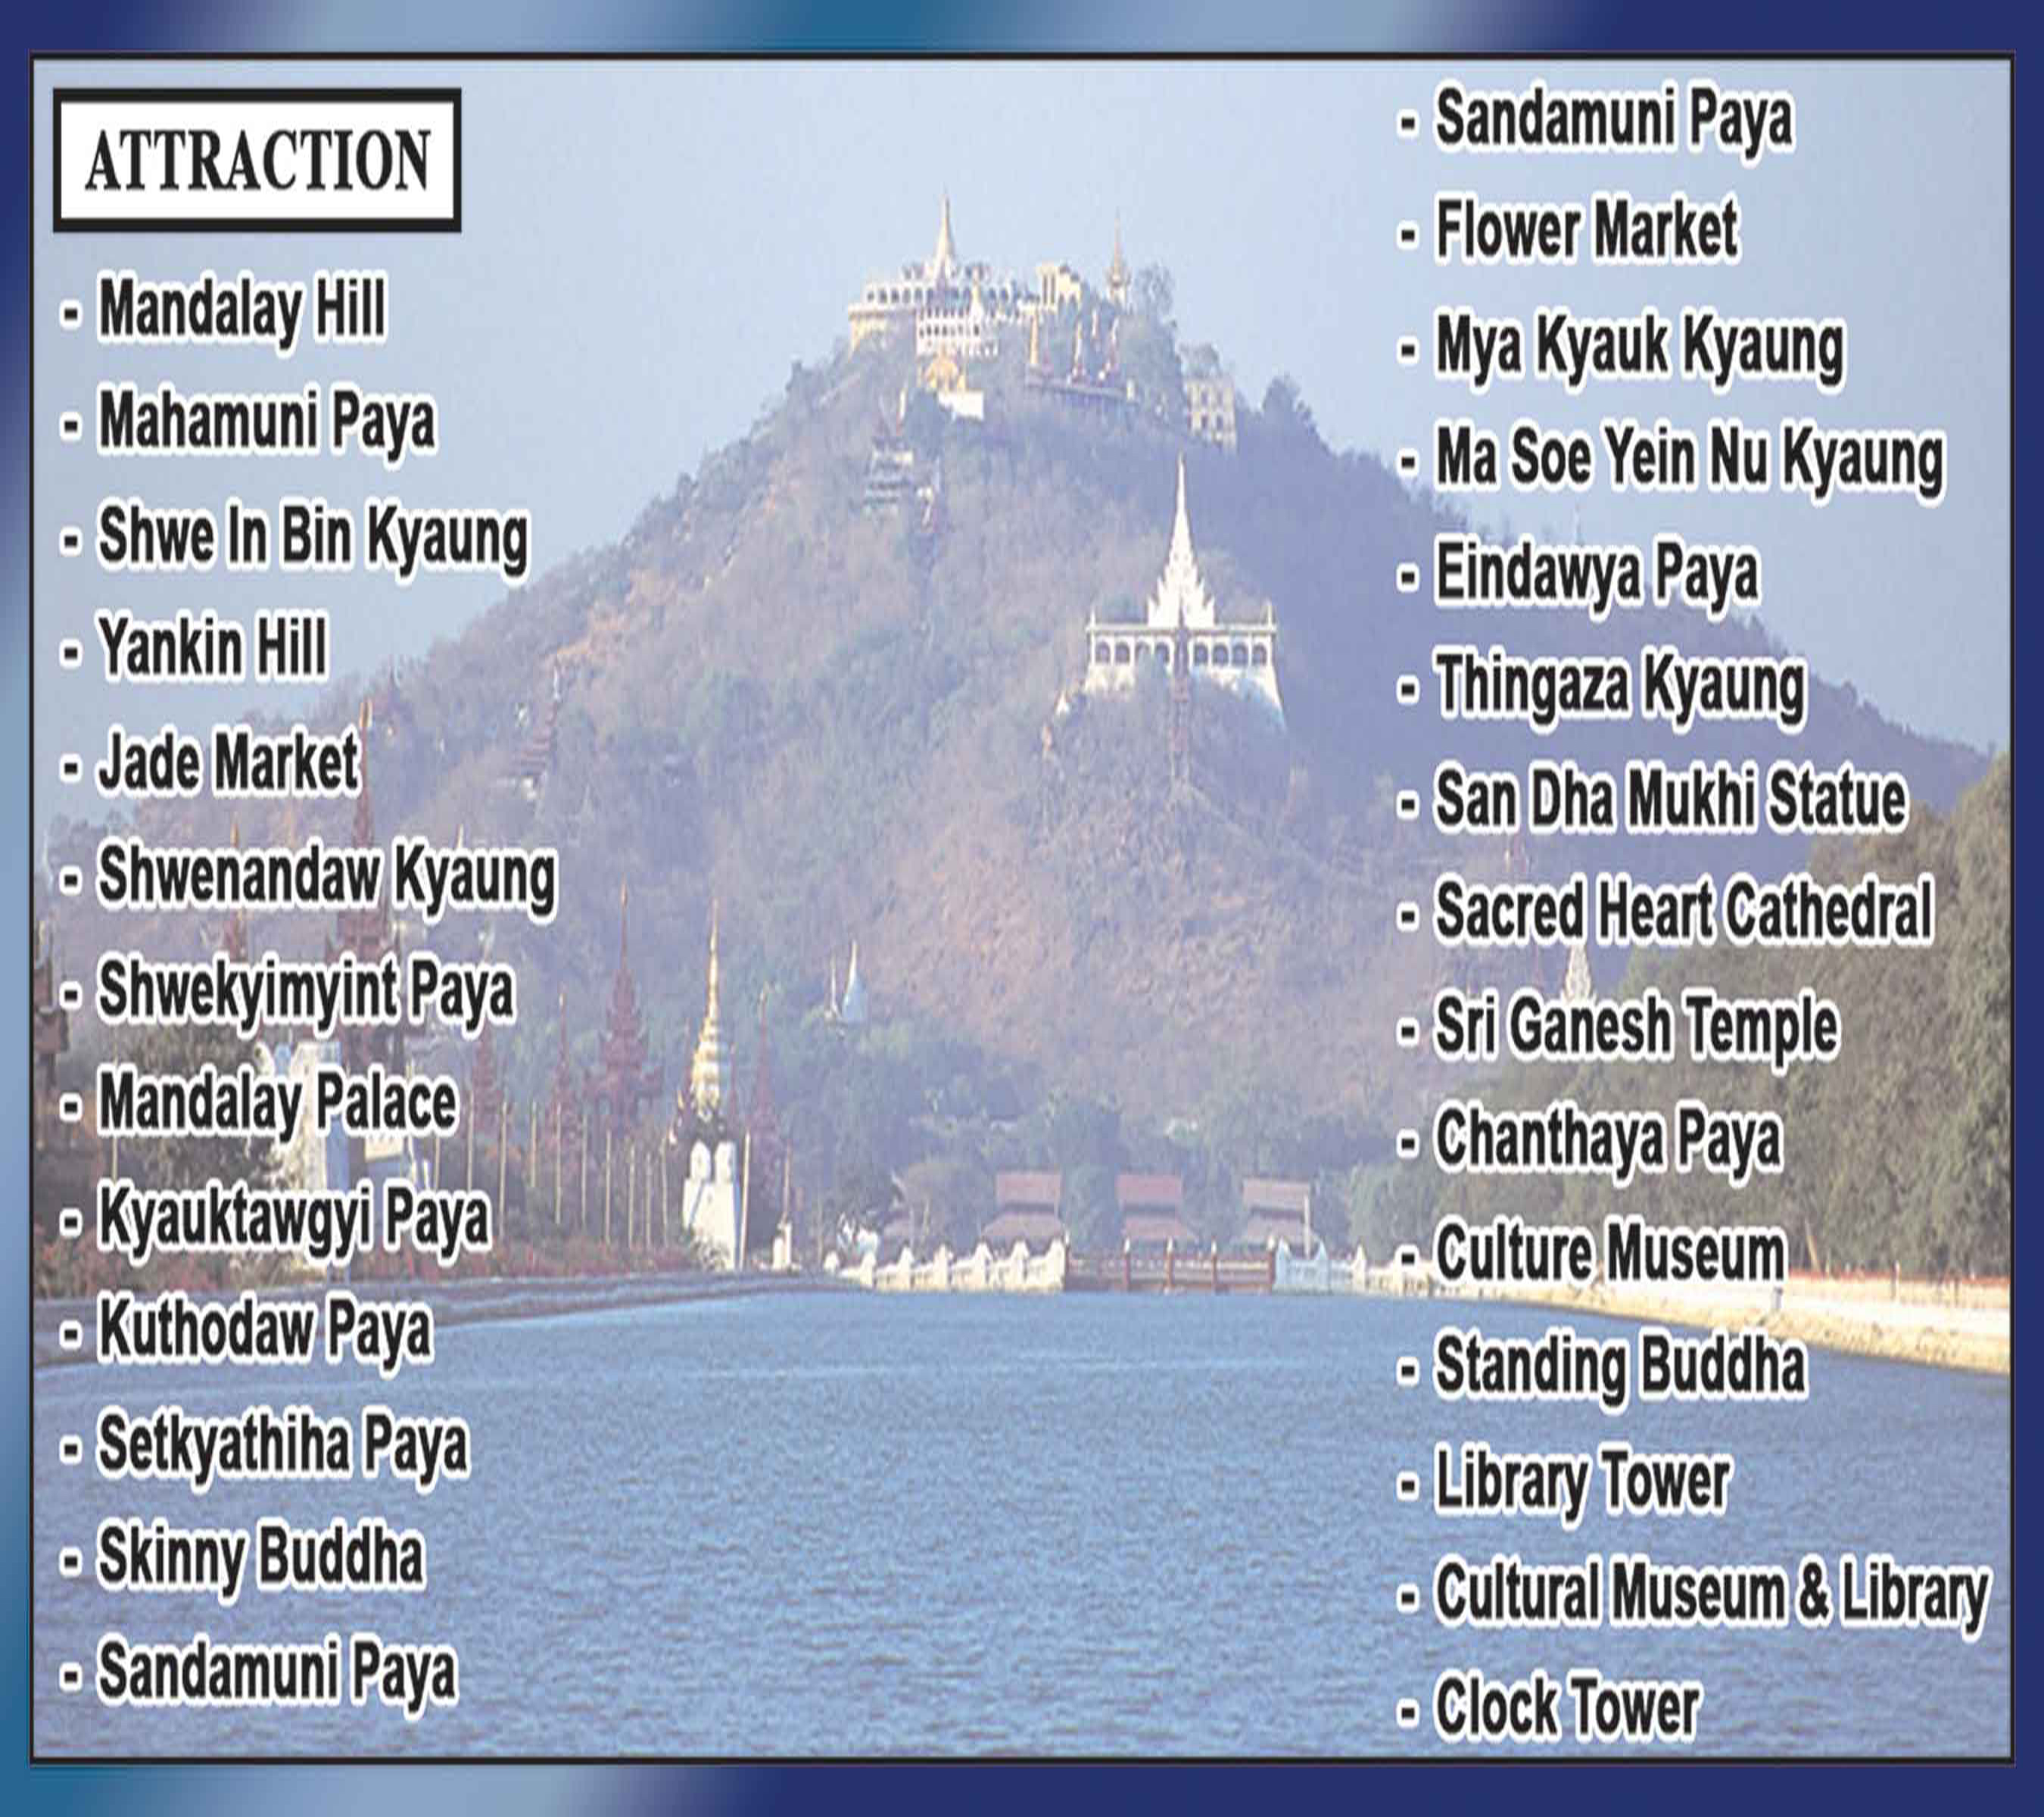 ATTRACTION
- Mandalay Hill
- Mahamuni Paya
- Shwe In Bin Kyaung
- Yankin Hill
- Jade Market
- Shwenandaw Kyaung
- Shwekyimyint Paya
- Mandalay Palace
- Kyauktawgyi Paya
- Kuthodaw Paya
- Setkyathiha Paya
- Skinny Buddha
- Sandamuni Paya
- Sandamuni Paya
- Flower Market
- Mya Kyauk Kyaung
- Ma Soe Yein Nu Kyaung
- Eindawya Paya
- Thingaza Kyaung
- San Dha Mukhi Statue
- Sacred Heart Cathedral
- Sri Ganesh Temple
- Chanthaya Paya
- Culture Museum
- Standing Buddha
- Library Tower
- Cultural Museum & Library
- Clock Tower